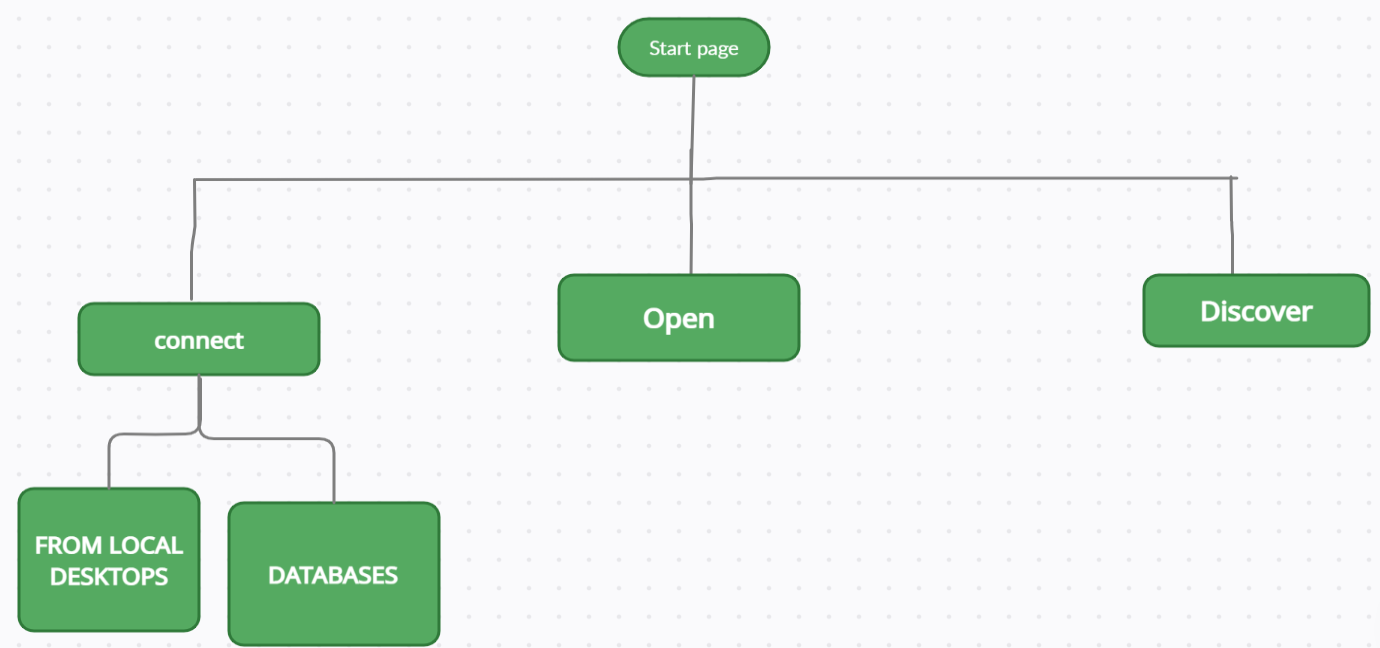 Start page
connect
Open
Discover
FROM LOCAL
DESKTOPS
DATABASES